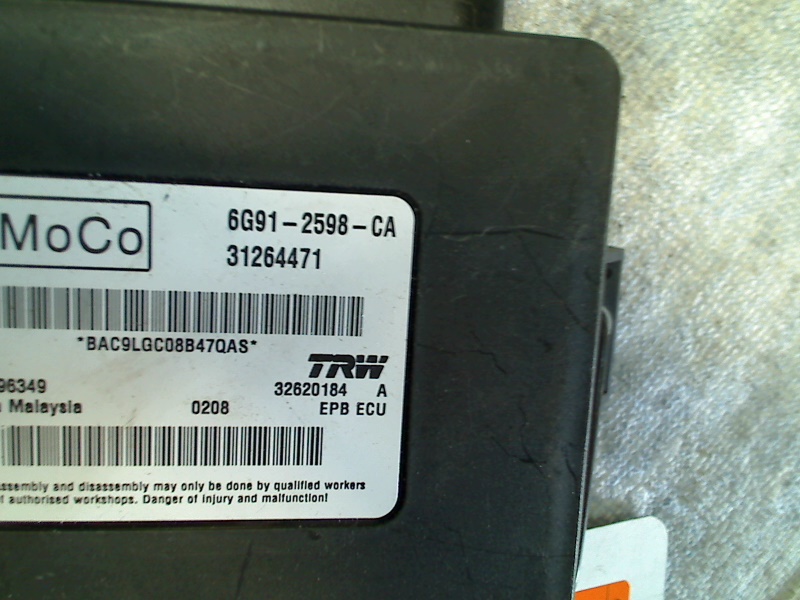 MoCo
6G91-2598-CA
31264471
*BAC9LGC08B47QAS*
TRW
96349
32620184 A
Malaysia
0208
EPB ECU
ssembly and disassembly may only be done by qualified workers
authorised workshops. Danger of injury and malfunction!